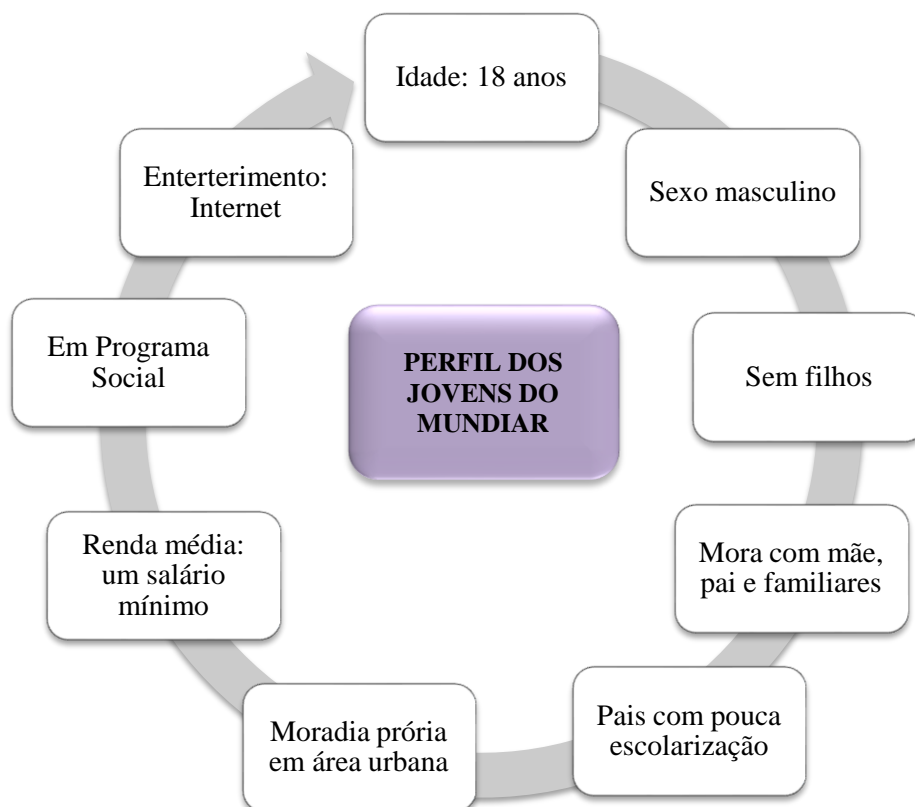 Idade: 18 anos
Sexo masculino
Sem filhos
Mora com mãe,
pai e familiares
Pais com pouca
escolarização
Moradia prória
em área urbana
Renda média:
um salário
mínimo
Em Programa
Social
Enterterimento:
Internet
PERFIL DOS
JOVENS DO
MUNDIAR